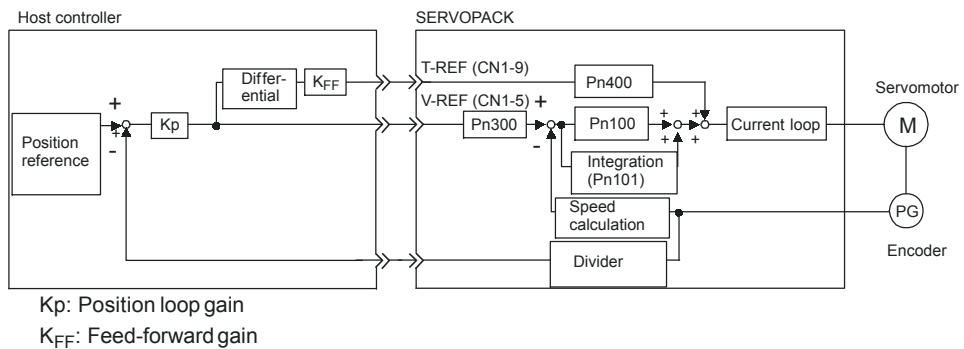 Host controller
SERVOPACK
Differ-
ential
KFF
T-REF (CN1-9)
Pn400
Servomotor
Position
reference
+
+
-
Kp
V-REF (CN1-5)
Pn300
+
-
Pn100
+
+
+
+
Current loop
M
Integration
(Pn101)
Speed
calculation
PG
Divider
Encoder
Kp: Position loop gain
KFF: Feed-forward gain